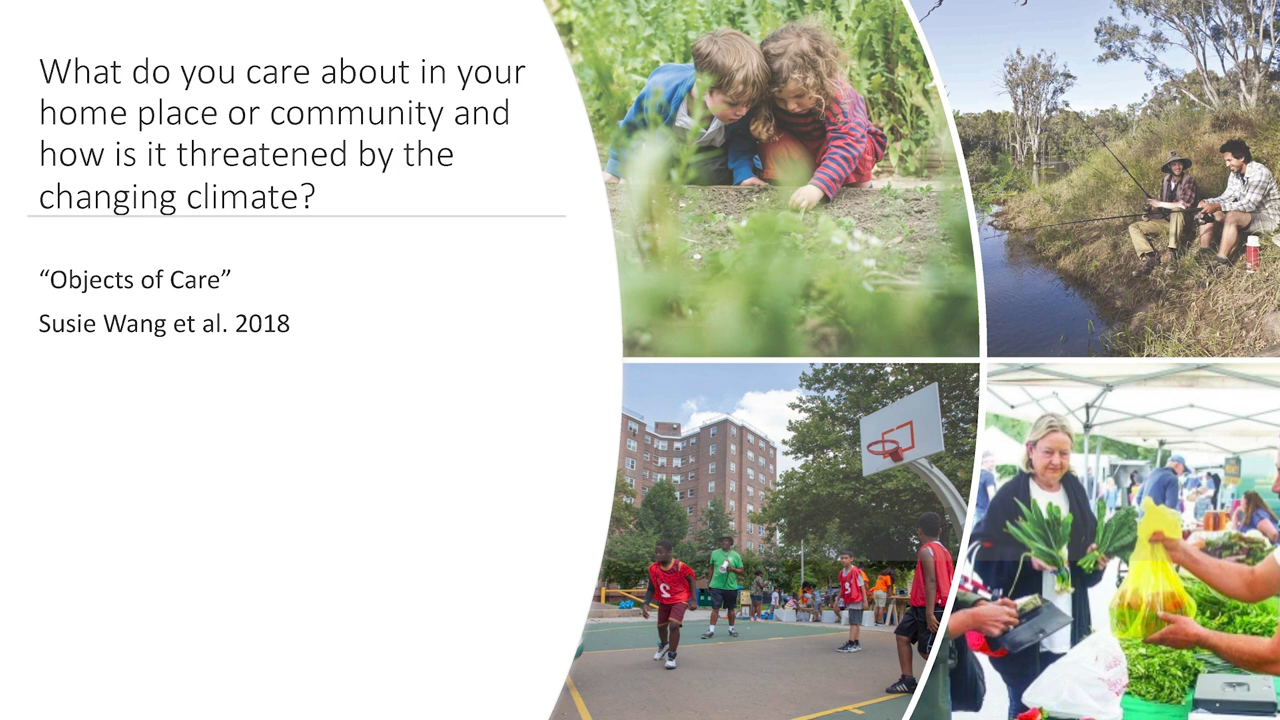 What do you care about in your
home place or community and
how is it threatened by the
changing climate?
“Objects of Care”
Susie Wang et al. 2018
2